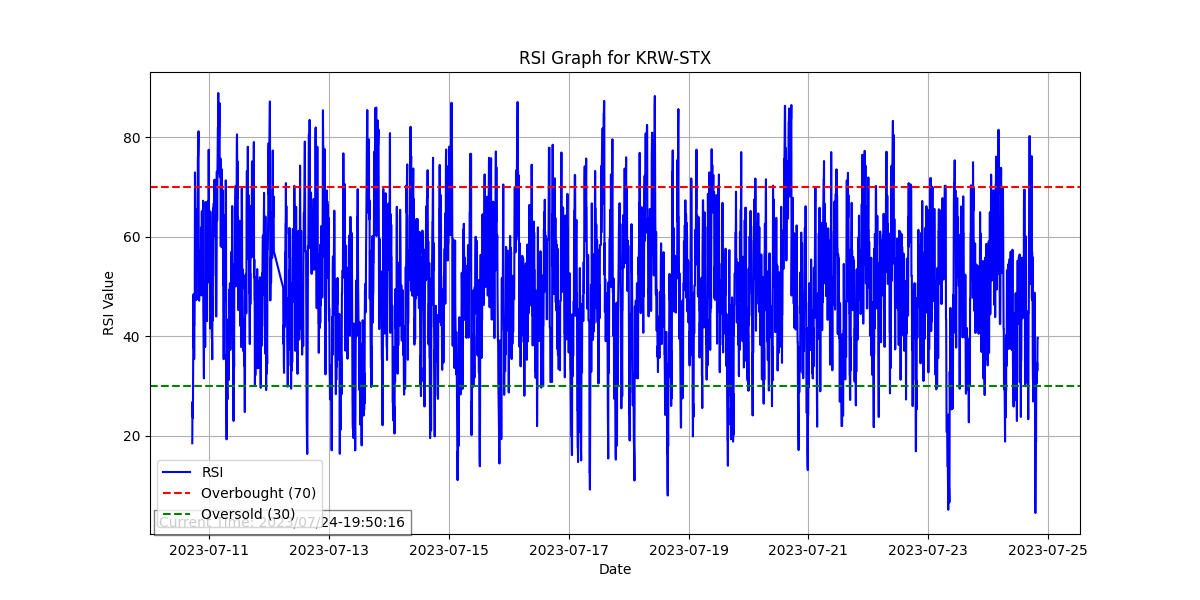 RSI Graph for KRW-STX
80
60
40
20
RSI Value
RSI
Overbought (70)
Oversold (30)
Current Time: 2023/07/24-19:50:16
2023-07-11 2023-07-13 2023-07-15 2023-07-17 2023-07-19 2023-07-21 2023-07-23 2023-07-25
Date